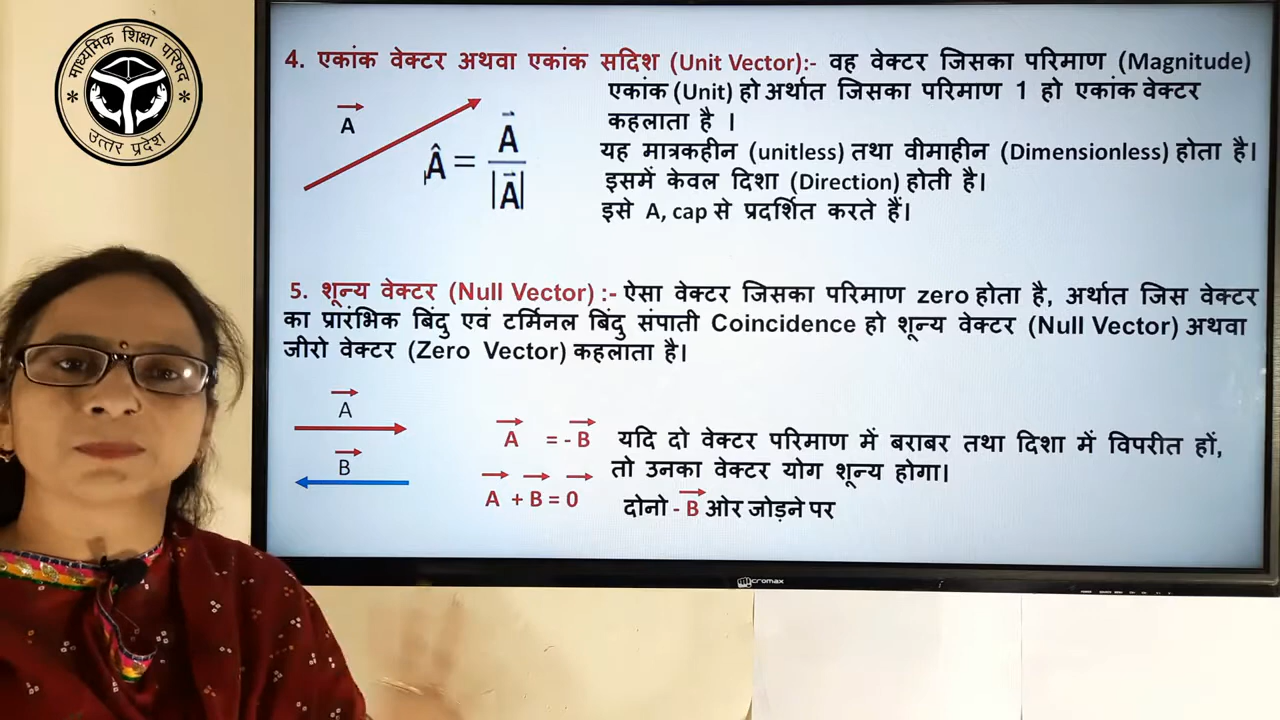 माध्यमिक शिक्षा परिषद
उत्तर प्रदेश
4. एकांक वेक्टर अथवा एकांक सदिश (Unit Vector):- वह वेक्टर जिसका परिमाण (Magnitude)
एकांक (Unit) हो अर्थात जिसका परिमाण 1 हो एकांक वेक्टर
कहलाता है ।
यह मात्रकहीन (unitless) तथा वीमाहीन (Dimensionless) होता है।
इसमें केवल दिशा (Direction) होती है।
इसे A, cap से प्रदर्शित करते हैं।
A⃗
Â = A⃗ / |A⃗|
5. शून्य वेक्टर (Null Vector) :- ऐसा वेक्टर जिसका परिमाण zero होता है, अर्थात जिस वेक्टर
का प्रारंभिक बिंदु एवं टर्मिनल बिंदु संपाती Coincidence हो शून्य वेक्टर (Null Vector) अथवा
जीरो वेक्टर (Zero Vector) कहलाता है।
A⃗
B⃗
A⃗ = - B⃗ यदि दो वेक्टर परिमाण में बराबर तथा दिशा में विपरीत हों,
तो उनका वेक्टर योग शून्य होगा।
A⃗ + B⃗ = 0⃗
दोनो - B⃗ ओर जोड़ने पर
micromax